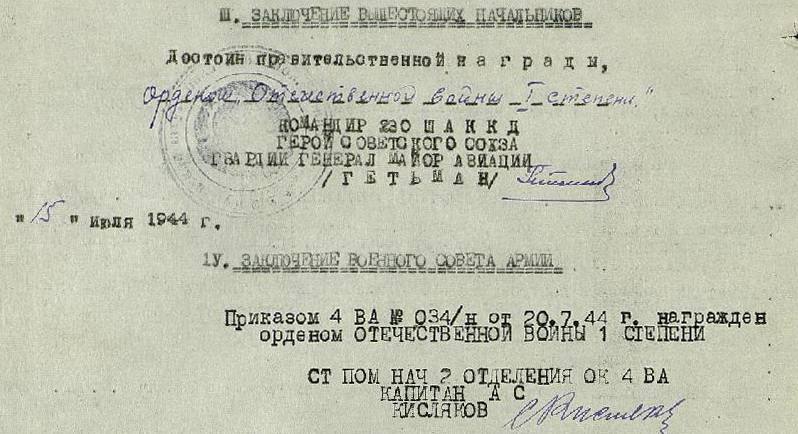 Ш. ЗАКЛЮЧЕНИЕ ВЫШЕСТОЯЩИХ НАЧАЛЬНИКОВ
Достоин правительственной награды,
Орденом „Отечественной войны I степени."
КОМАНДИР 230 ШАККД
ГЕРОЙ СОВЕТСКОГО СОЮЗА
ГВАРДИИ ГЕНЕРАЛ МАЙОР АВИАЦИИ
/ГЕТЬМАН/
"15" июля 1944 г.
1У. ЗАКЛЮЧЕНИЕ ВОЕННОГО СОВЕТА АРМИИ
Приказом 4 ВА № 034/н от 20.7.44 г. награжден
орденом ОТЕЧЕСТВЕННОЙ ВОЙНЫ 1 СТЕПЕНИ
СТ ПОМ НАЧ 2 ОТДЕЛЕНИЯ ОК 4 ВА
КАПИТАН А С
КИСЛЯКОВ